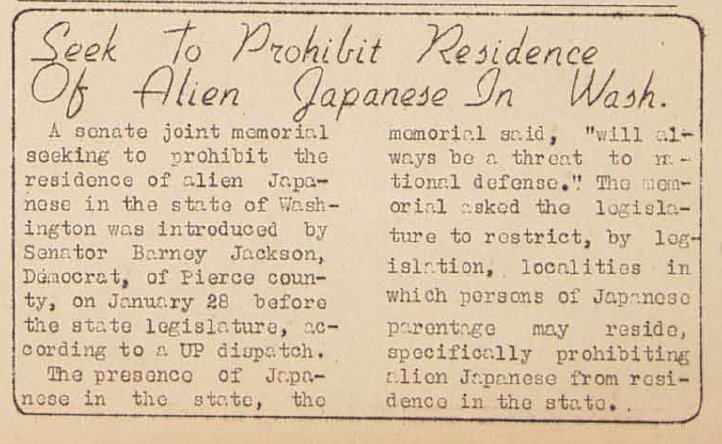 Seek To Prohibit Residence
Of Alien Japanese In Wash.
A senate joint memorial
seeking to prohibit the
residence of alien Japa-
nese in the state of Wash-
ington was introduced by
Senator Barney Jackson,
Democrat, of Pierce coun-
ty, on January 28 before
the state legislature, ac-
cording to a UP dispatch.
The presence of Japa-
nese in the state, the
memorial said, "will al-
ways be a threat to na-
tional defense." The mem-
orial asked the legisla-
ture to restrict, by leg-
islation, localities in
which persons of Japanese
parentage may reside,
specifically prohibiting
alien Japanese from resi-
dence in the state.